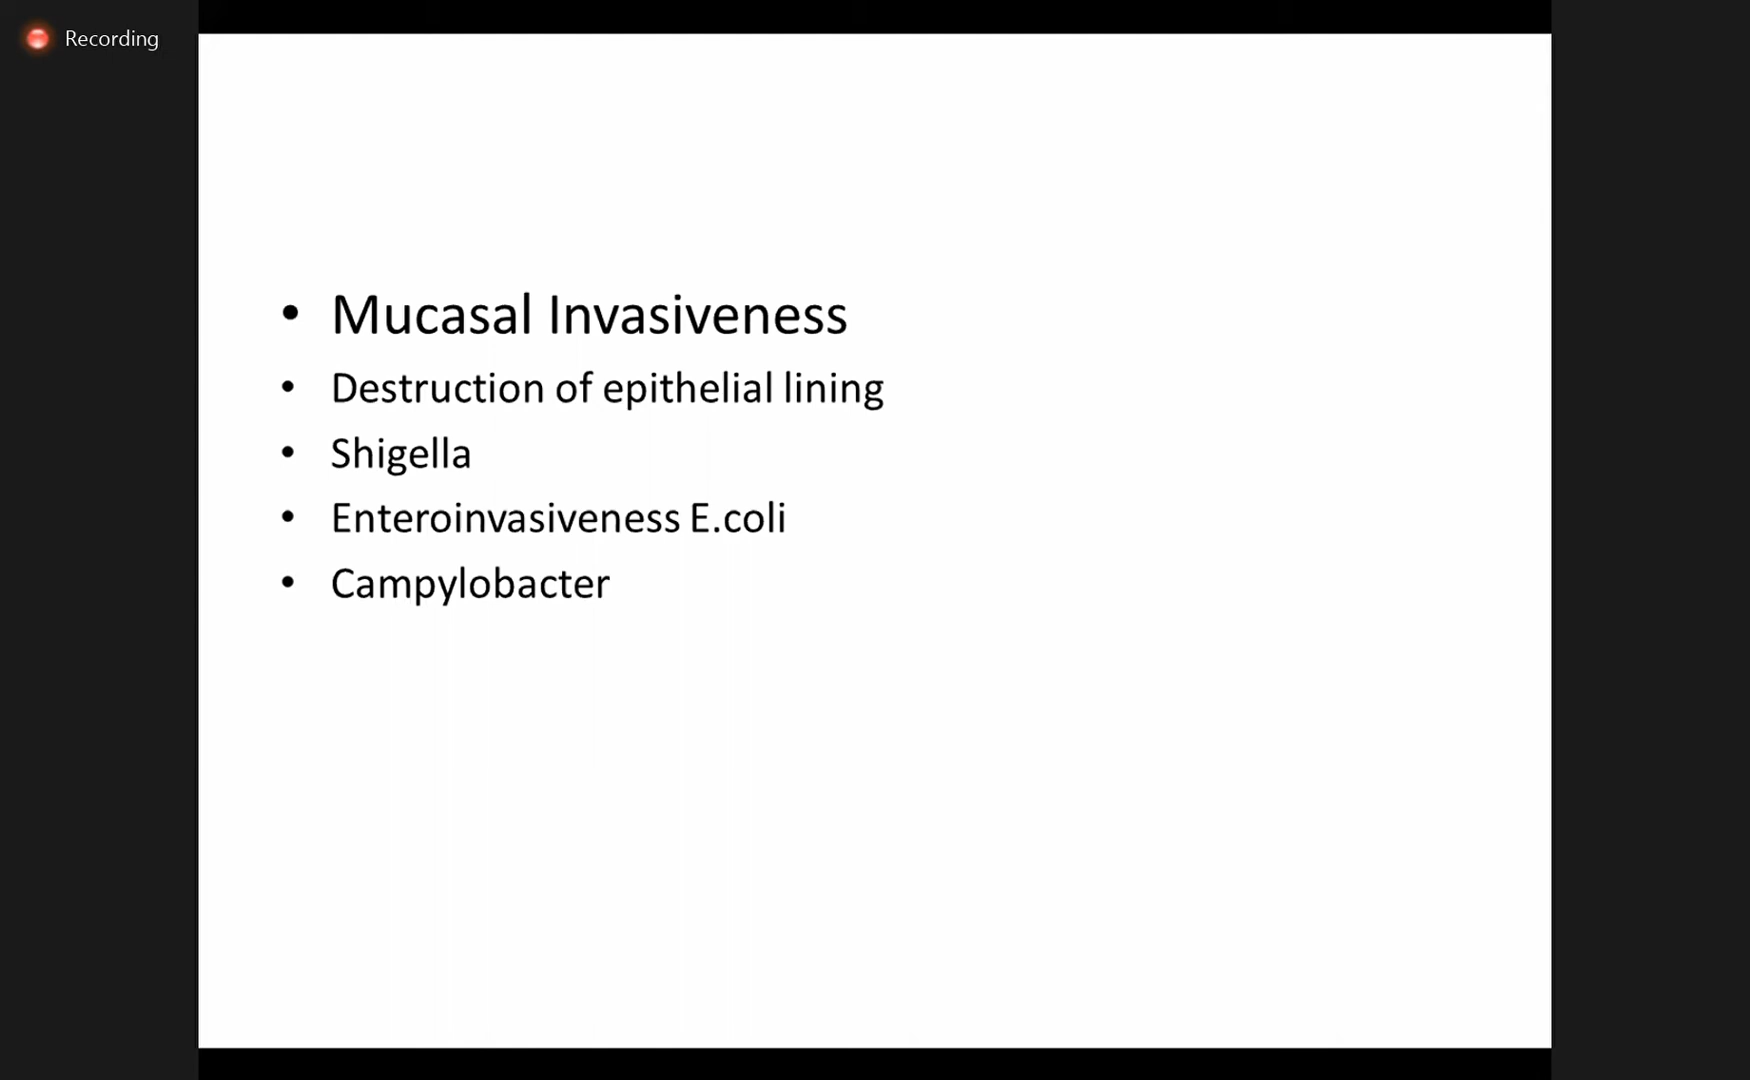 Recording
• Mucasal Invasiveness
• Destruction of epithelial lining
• Shigella
• Enteroinvasiveness E.coli
• Campylobacter